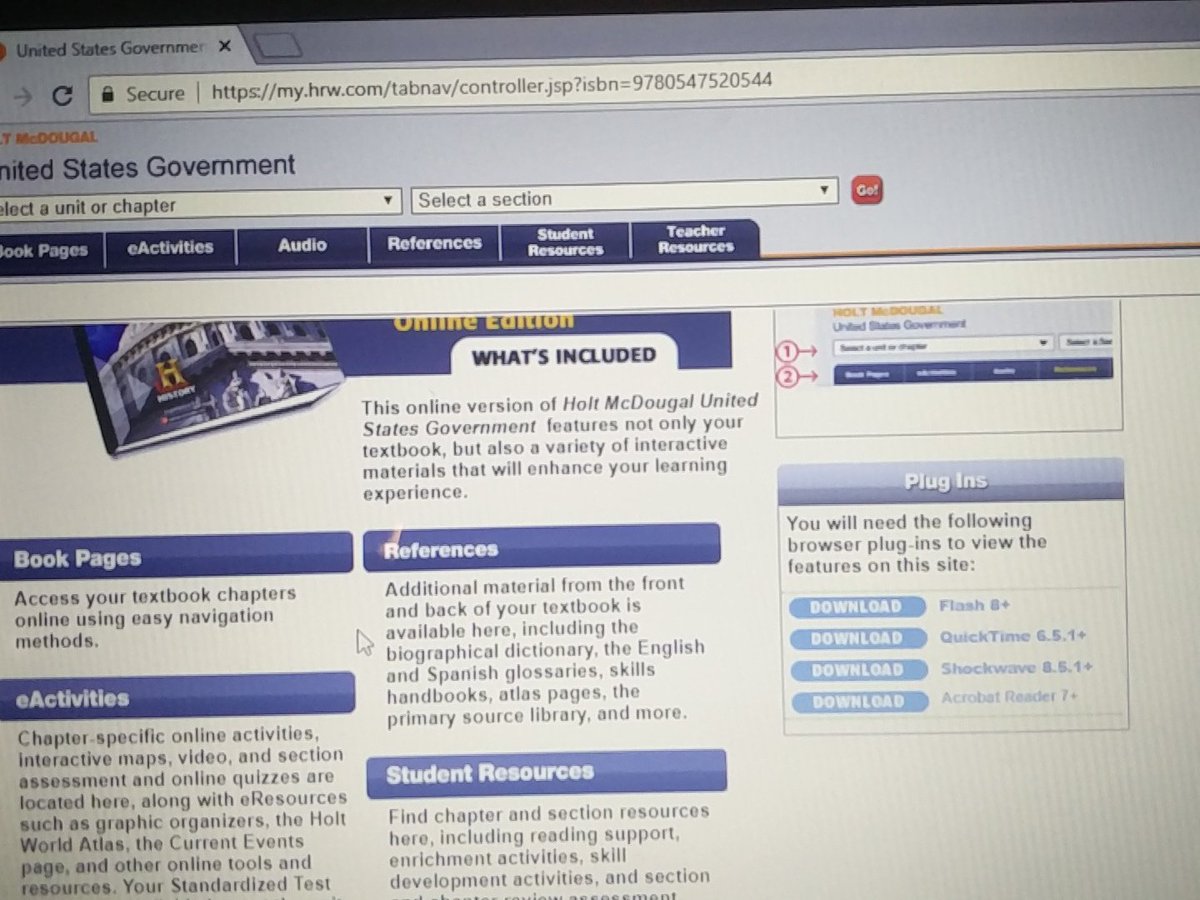 United States Governmen
Secure https://my.hrw.com/tabnav/controller.jsp?isbn=9780547520544
LT McDOUGAL
nited States Government
elect a unit or chapter
Select a section
Go!
Book Pages
eActivities
Audio
References
Student
Resources
Teacher
Resources
Online Edition
WHAT'S INCLUDED
H
HISTORY
This online version of Holt McDougal United
States Government features not only your
textbook, but also a variety of interactive
materials that will enhance your learning
experience.
HOLT McDOUGAL
United States Government
1
Select a unit or chapter
2
Book Pages
Plug Ins
You will need the following
browser plug-ins to view the
features on this site:
DOWNLOAD Flash 8+
DOWNLOAD QuickTime 6.5.1+
DOWNLOAD Shockwave 8.5.1+
DOWNLOAD Acrobat Reader 7+
Book Pages
Access your textbook chapters
online using easy navigation
methods.
eActivities
Chapter-specific online activities,
interactive maps, video, and section
assessment and online quizzes are
located here, along with eResources
such as graphic organizers, the Holt
World Atlas, the Current Events
page, and other online tools and
resources. Your Standardized Test
References
Additional material from the front
and back of your textbook is
available here, including the
biographical dictionary, the English
and Spanish glossaries, skills
handbooks, atlas pages, the
primary source library, and more.
Student Resources
Find chapter and section resources
here, including reading support,
enrichment activities, skill
development activities, and section
and chapter review assessment